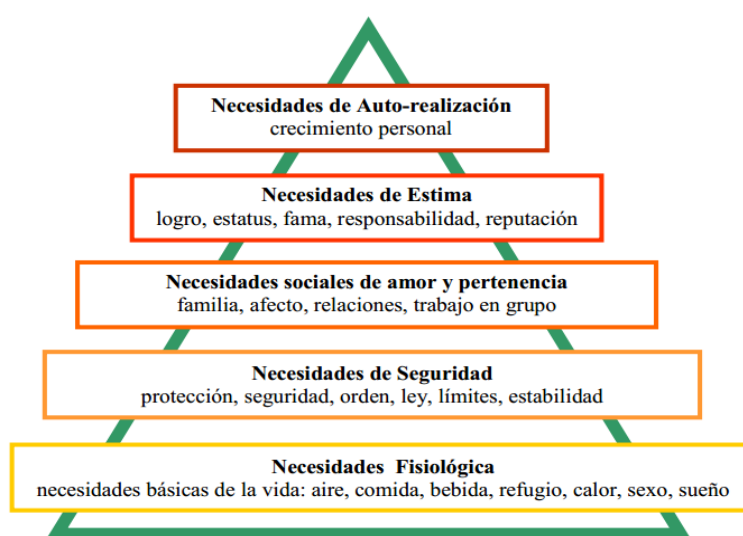 Necesidades de Auto-realización
crecimiento personal
Necesidades de Estima
logro, estatus, fama, responsabilidad, reputación
Necesidades sociales de amor y pertenencia
familia, afecto, relaciones, trabajo en grupo
Necesidades de Seguridad
protección, seguridad, orden, ley, límites, estabilidad
Necesidades Fisiológica
necesidades básicas de la vida: aire, comida, bebida, refugio, calor, sexo, sueño